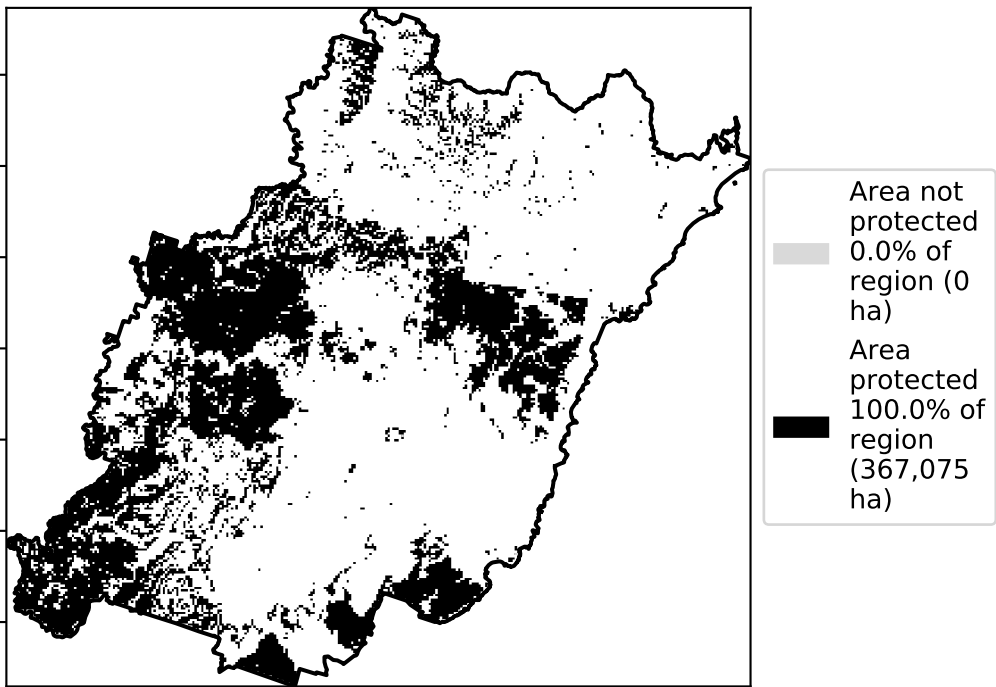 Area not
protected
0.0% of
region (0
ha)
Area
protected
100.0% of
region
(367,075
ha)